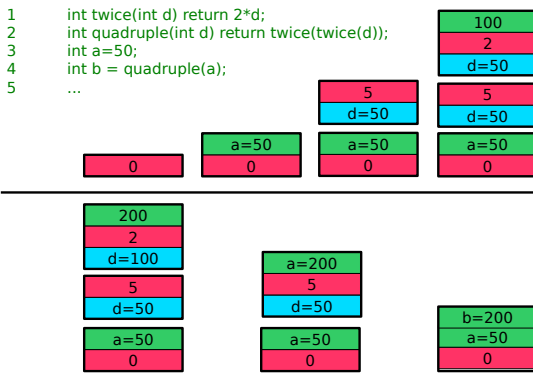 1 int twice(int d) return 2*d;
2 int quadruple(int d) return twice(twice(d));
3 int a=50;
4 int b = quadruple(a);
5 ...
0
a=50
0
5
d=50
a=50
0
100
2
d=50
5
d=50
a=50
0
200
2
d=100
5
d=50
a=50
0
a=200
5
d=50
a=50
0
b=200
a=50
0